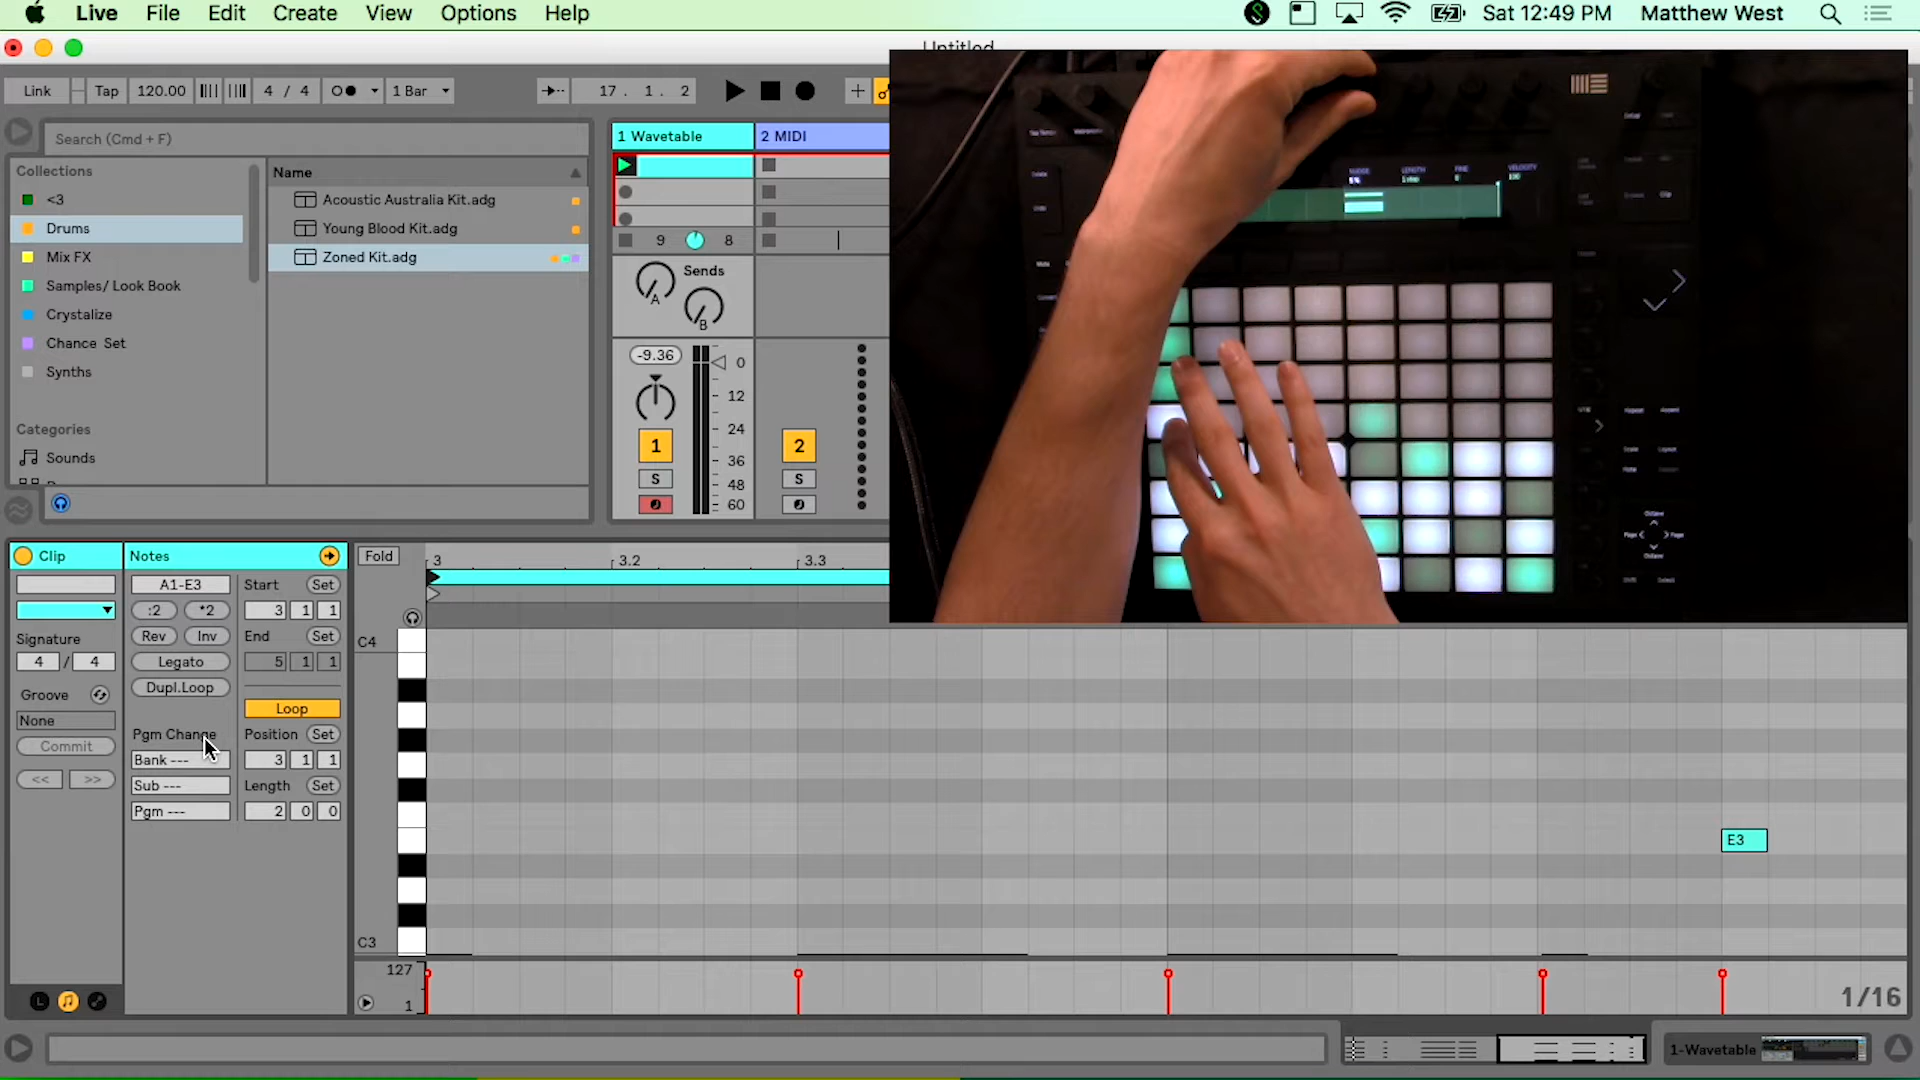 Live File Edit Create View Options Help
Sat 12:49 PM Matthew West
Untitled
Link Tap 120.00 4 / 4 1 Bar 17. 1. 2
Search (Cmd + F)
Collections
<3
Drums
Mix FX
Samples/ Look Book
Crystalize
Chance Set
Synths
Categories
Sounds
Name
Acoustic Australia Kit.adg
Young Blood Kit.adg
Zoned Kit.adg
1 Wavetable
2 MIDI
9 8
Sends
A
B
-9.36
0
12
24
36
48
60
1
S
2
S
NUDGE LENGTH FINE VELOCITY
Clip
Signature
4 / 4
Groove
None
Commit
<< >>
Notes
A1-E3
:2 *2
Rev Inv
Legato
Dupl.Loop
Pgm Change
Bank ---
Sub ---
Pgm ---
Start Set
3 1 1
End Set
5 1 1
Loop
Position Set
3 1 1
Length Set
2 0 0
Fold
3 3.2 3.3
C4
E3
C3
127
1
1/16
L
1-Wavetable